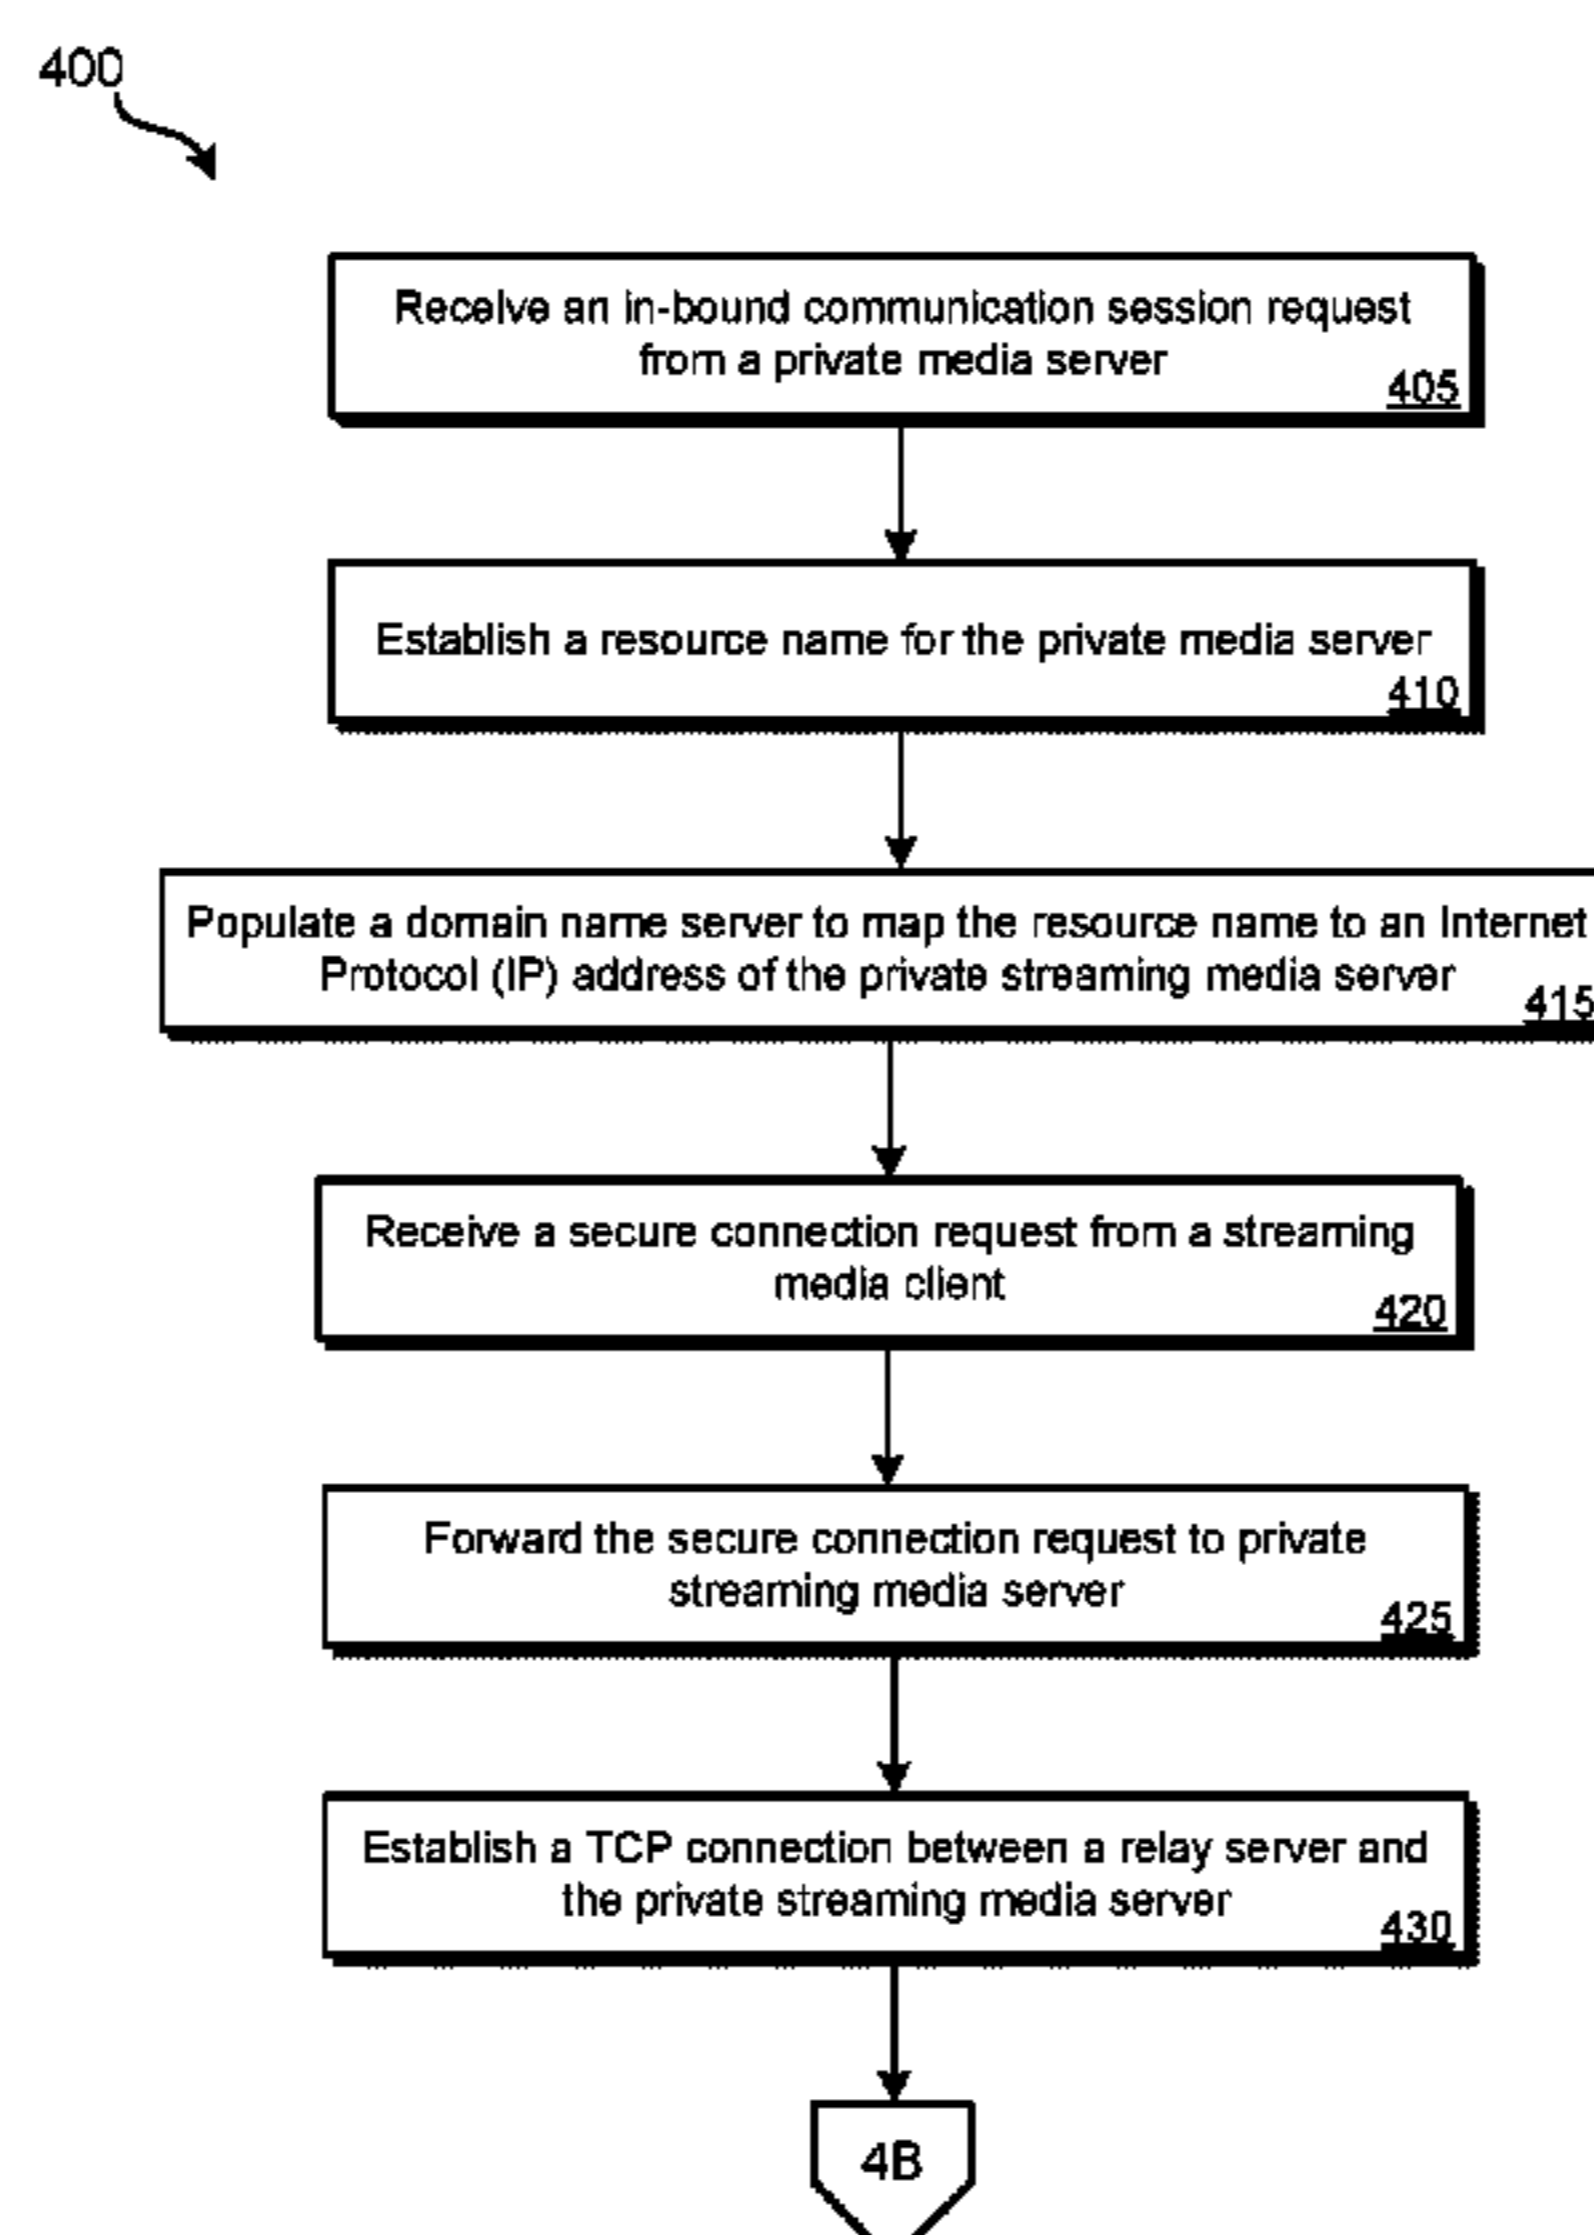 400
Receive an in-bound communication session request
from a private media server
405
Establish a resource name for the private media server
410
Populate a domain name server to map the resource name to an Internet
Protocol (IP) address of the private streaming media server
415
Receive a secure connection request from a streaming
media client
420
Forward the secure connection request to private
streaming media server
425
Establish a TCP connection between a relay server and
the private streaming media server
430
4B